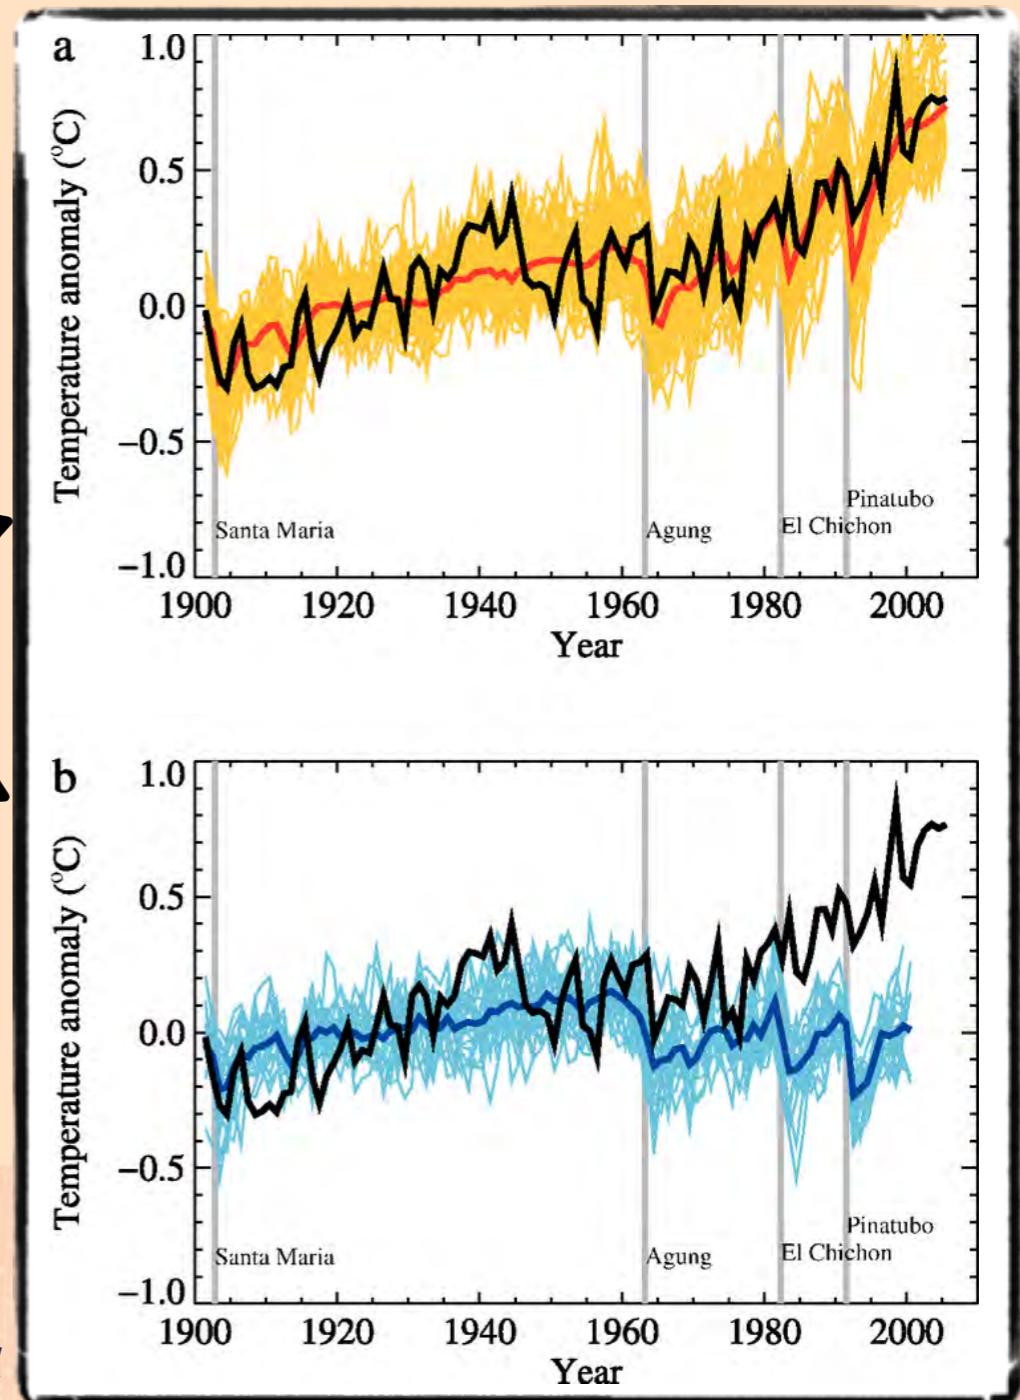 a
Temperature anomaly (°C)
1.0
0.5
0.0
−0.5
−1.0
Santa Maria
Agung
El Chichon
Pinatubo
1900 1920 1940 1960 1980 2000
Year
b
Temperature anomaly (°C)
1.0
0.5
0.0
−0.5
−1.0
Santa Maria
Agung
El Chichon
Pinatubo
1900 1920 1940 1960 1980 2000
Year